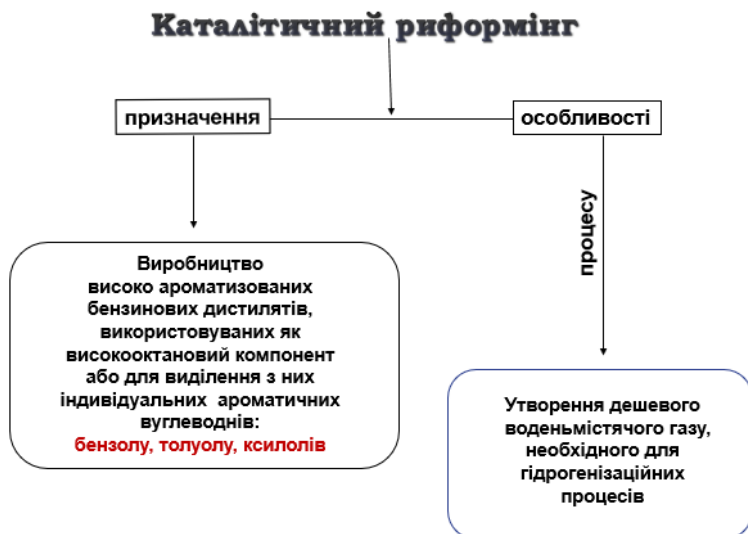 Каталітичний риформінг
призначення
особливості
процесу
Виробництво
високо ароматизованих
бензинових дистилятів,
використовуваних як
високооктановий компонент
або для виділення з них
індивідуальних ароматичних
вуглеводнів:
бензолу, толуолу, ксилолів
Утворення дешевого
воденьмістячого газу,
необхідного для
гідрогенізаційних
процесів